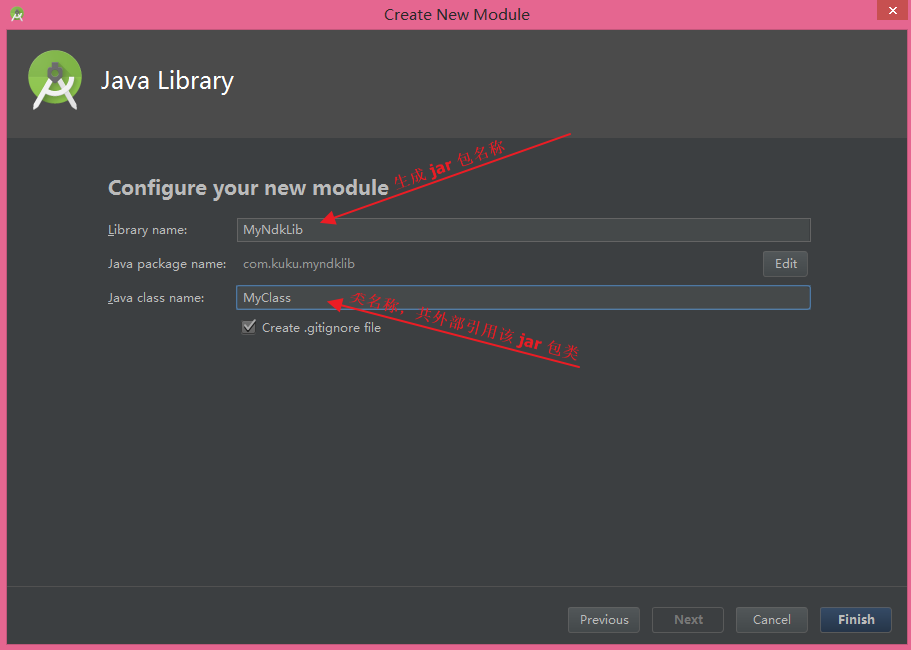 Create New Module
Java Library
生成 jar 包名称
Configure your new module
Library name:
MyNdkLib
Java package name:
com.kuku.myndklib
Edit
Java class name:
MyClass
类名称，共外部引用该 jar 包类
Create .gitignore file
Previous
Next
Cancel
Finish